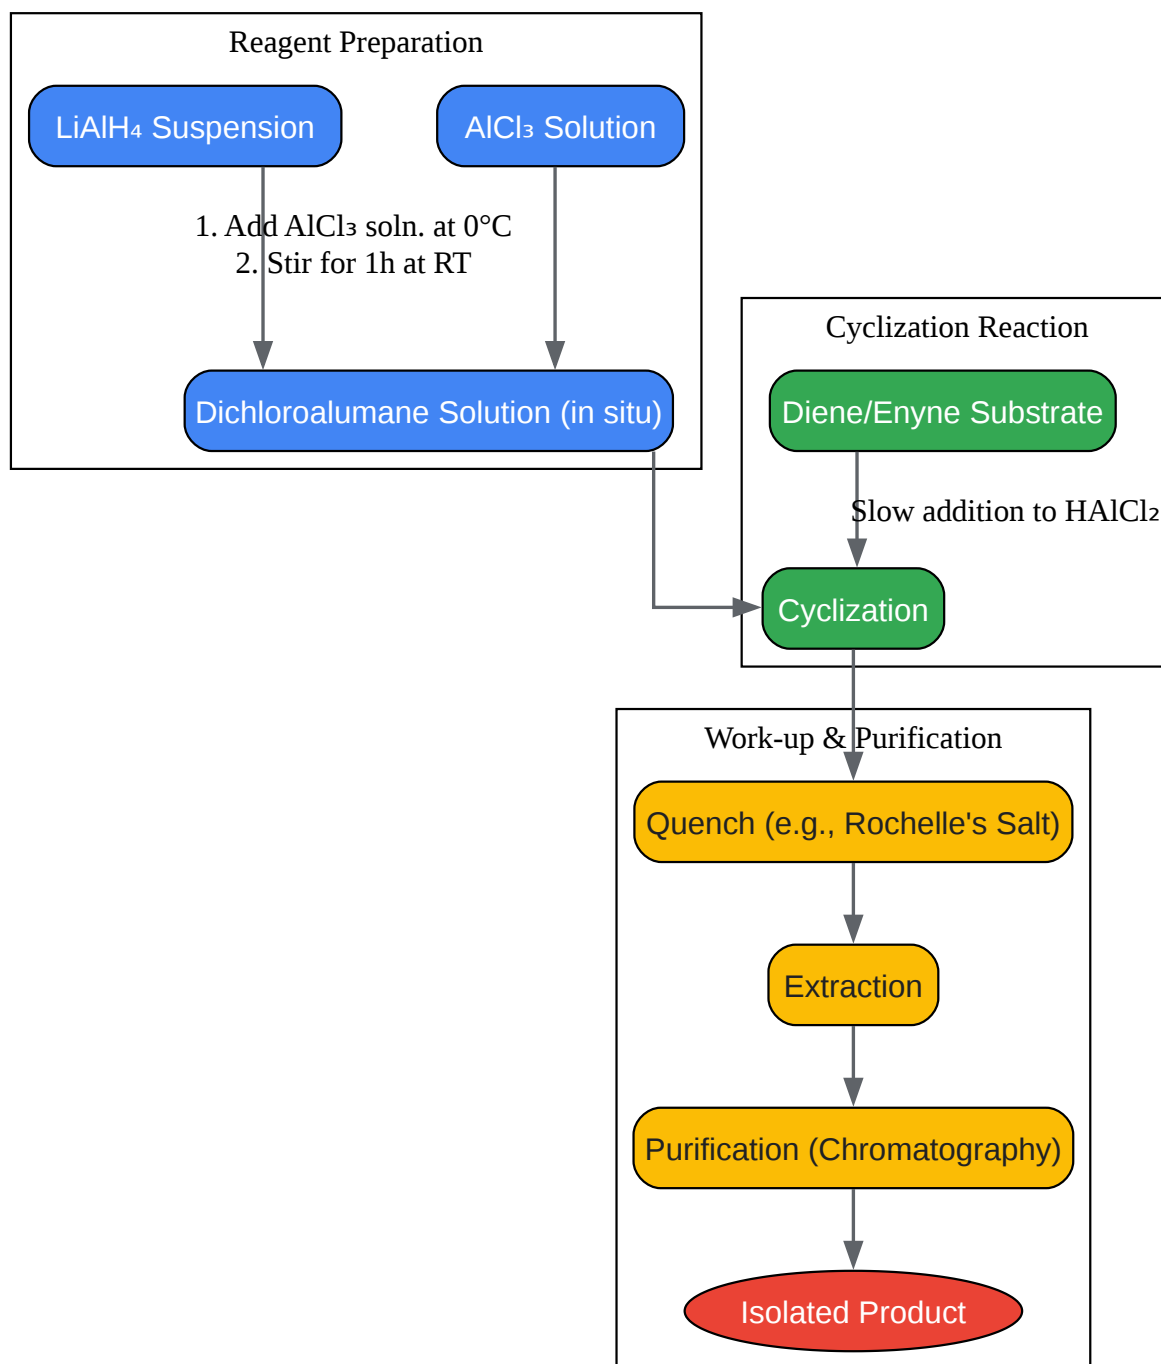 Reagent Preparation
LiAlH₄ Suspension
AlCl₃ Solution
1. Add AlCl₃ soln. at 0°C
2. Stir for 1h at RT
Dichloroalumane Solution (in situ)
Cyclization Reaction
Diene/Enyne Substrate
Slow addition to HAlCl₂
Cyclization
Work-up & Purification
Quench (e.g., Rochelle's Salt)
Extraction
Purification (Chromatography)
Isolated Product